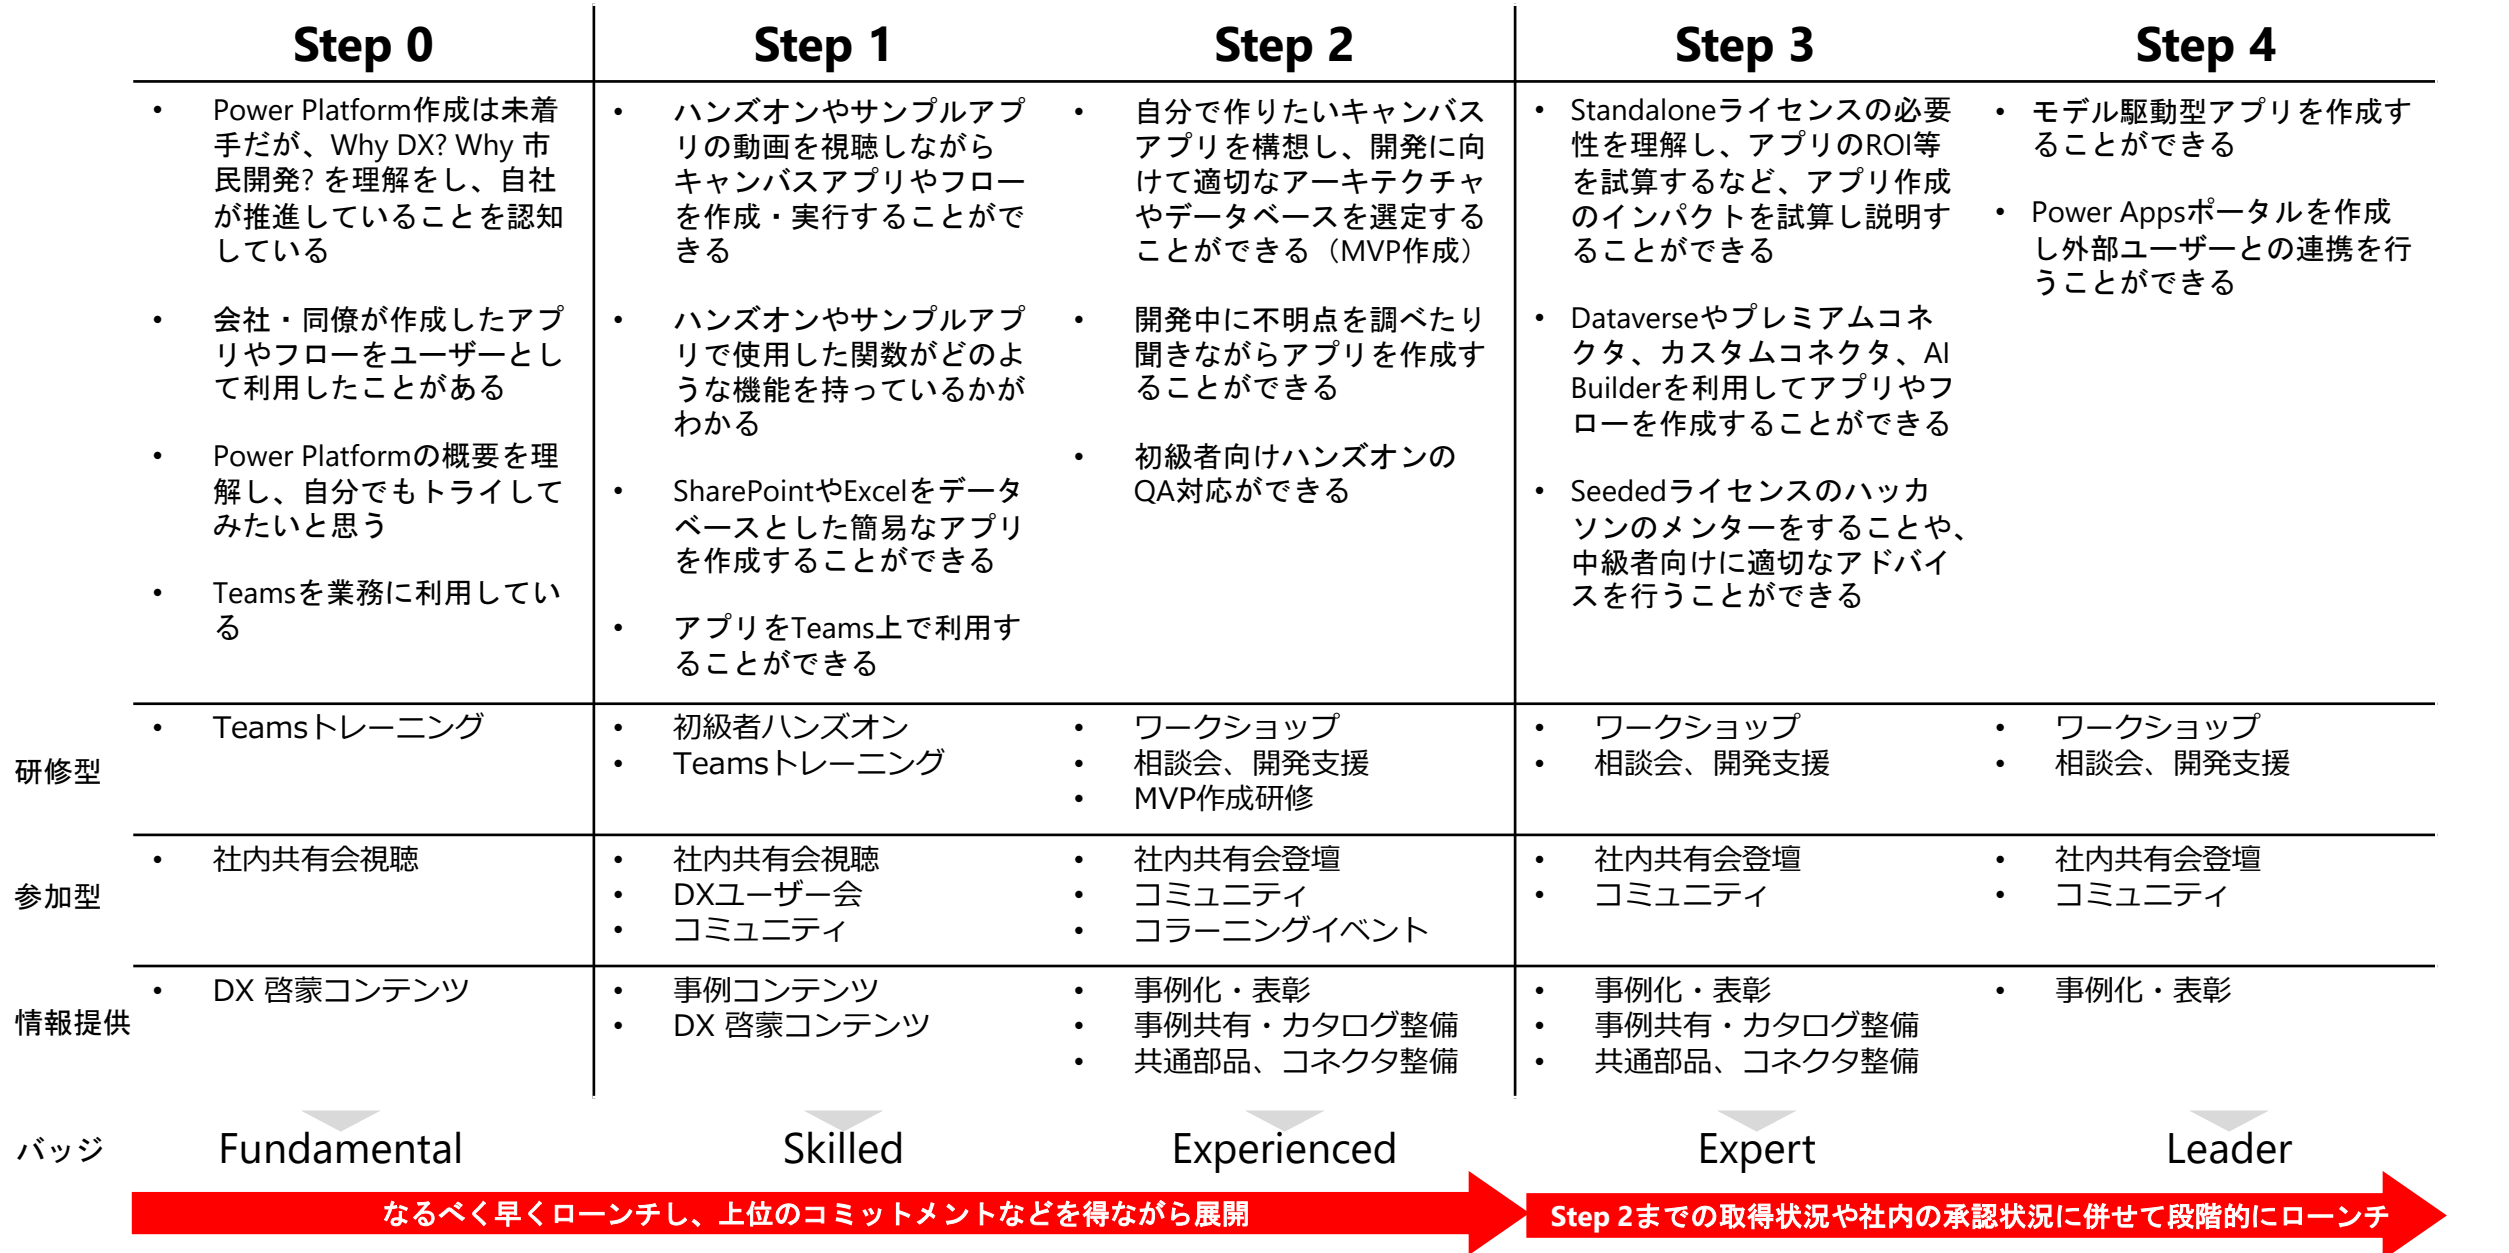 Step 0
Step 1
Step 2
Step 3
Step 4
• Power Platform作成は未着
手だが、Why DX? Why 市
民開発? を理解をし、自社
が推進していることを認知
している
• 会社・同僚が作成したアプ
リやフローをユーザーとし
て利用したことがある
• Power Platformの概要を理
解し、自分でもトライして
みたいと思う
• Teamsを業務に利用してい
る
• ハンズオンやサンプルアプ
リの動画を視聴しながら
キャンバスアプリやフロー
を作成・実行することがで
きる
• ハンズオンやサンプルアプ
リで使用した関数がどのよ
うな機能を持っているかが
わかる
• SharePointやExcelをデータ
ベースとした簡易なアプリ
を作成することができる
• アプリをTeams上で利用す
ることができる
• 自分で作りたいキャンバス
アプリを構想し、開発に向
けて適切なアーキテクチャ
やデータベースを選定する
ことができる（MVP作成）
• 開発中に不明点を調べたり
聞きながらアプリを作成す
ることができる
• 初級者向けハンズオンの
QA対応ができる
• Standaloneライセンスの必要
性を理解し、アプリのROI等
を試算するなど、アプリ作成
のインパクトを試算し説明す
ることができる
• Dataverseやプレミアムコネ
クタ、カスタムコネクタ、AI
Builderを利用してアプリやフ
ローを作成することができる
• Seededライセンスのハッカ
ソンのメンターをすることや、
中級者向けに適切なアドバイ
スを行うことができる
• モデル駆動型アプリを作成す
ることができる
• Power Appsポータルを作成
し外部ユーザーとの連携を行
うことができる
研修型
• Teamsトレーニング
• 初級者ハンズオン
• Teamsトレーニング
• ワークショップ
• 相談会、開発支援
• MVP作成研修
• ワークショップ
• 相談会、開発支援
• ワークショップ
• 相談会、開発支援
参加型
• 社内共有会視聴
• 社内共有会視聴
• DXユーザー会
• コミュニティ
• 社内共有会登壇
• コミュニティ
• コラーニングイベント
• 社内共有会登壇
• コミュニティ
• 社内共有会登壇
• コミュニティ
情報提供
• DX 啓蒙コンテンツ
• 事例コンテンツ
• DX 啓蒙コンテンツ
• 事例化・表彰
• 事例共有・カタログ整備
• 共通部品、コネクタ整備
• 事例化・表彰
• 事例共有・カタログ整備
• 共通部品、コネクタ整備
• 事例化・表彰
バッジ
Fundamental
Skilled
Experienced
Expert
Leader
なるべく早くローンチし、上位のコミットメントなどを得ながら展開
Step 2までの取得状況や社内の承認状況に併せて段階的にローンチ